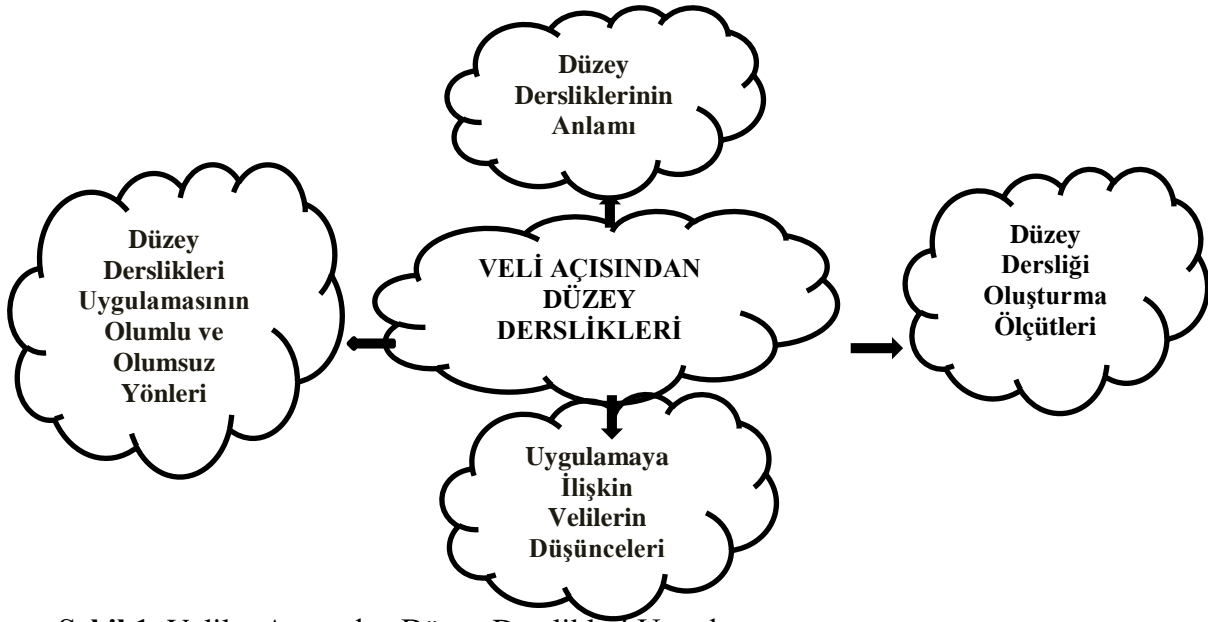 Düzey
Dersliklerinin
Anlamı
Düzey
Derslikleri
Uygulamasının
Olumlu ve
Olumsuz
Yönleri
VELİ AÇISINDAN
DÜZEY
DERSLİKLERİ
Düzey
Dersliği
Oluşturma
Ölçütleri
Uygulamaya
İlişkin
Velilerin
Düşünceleri